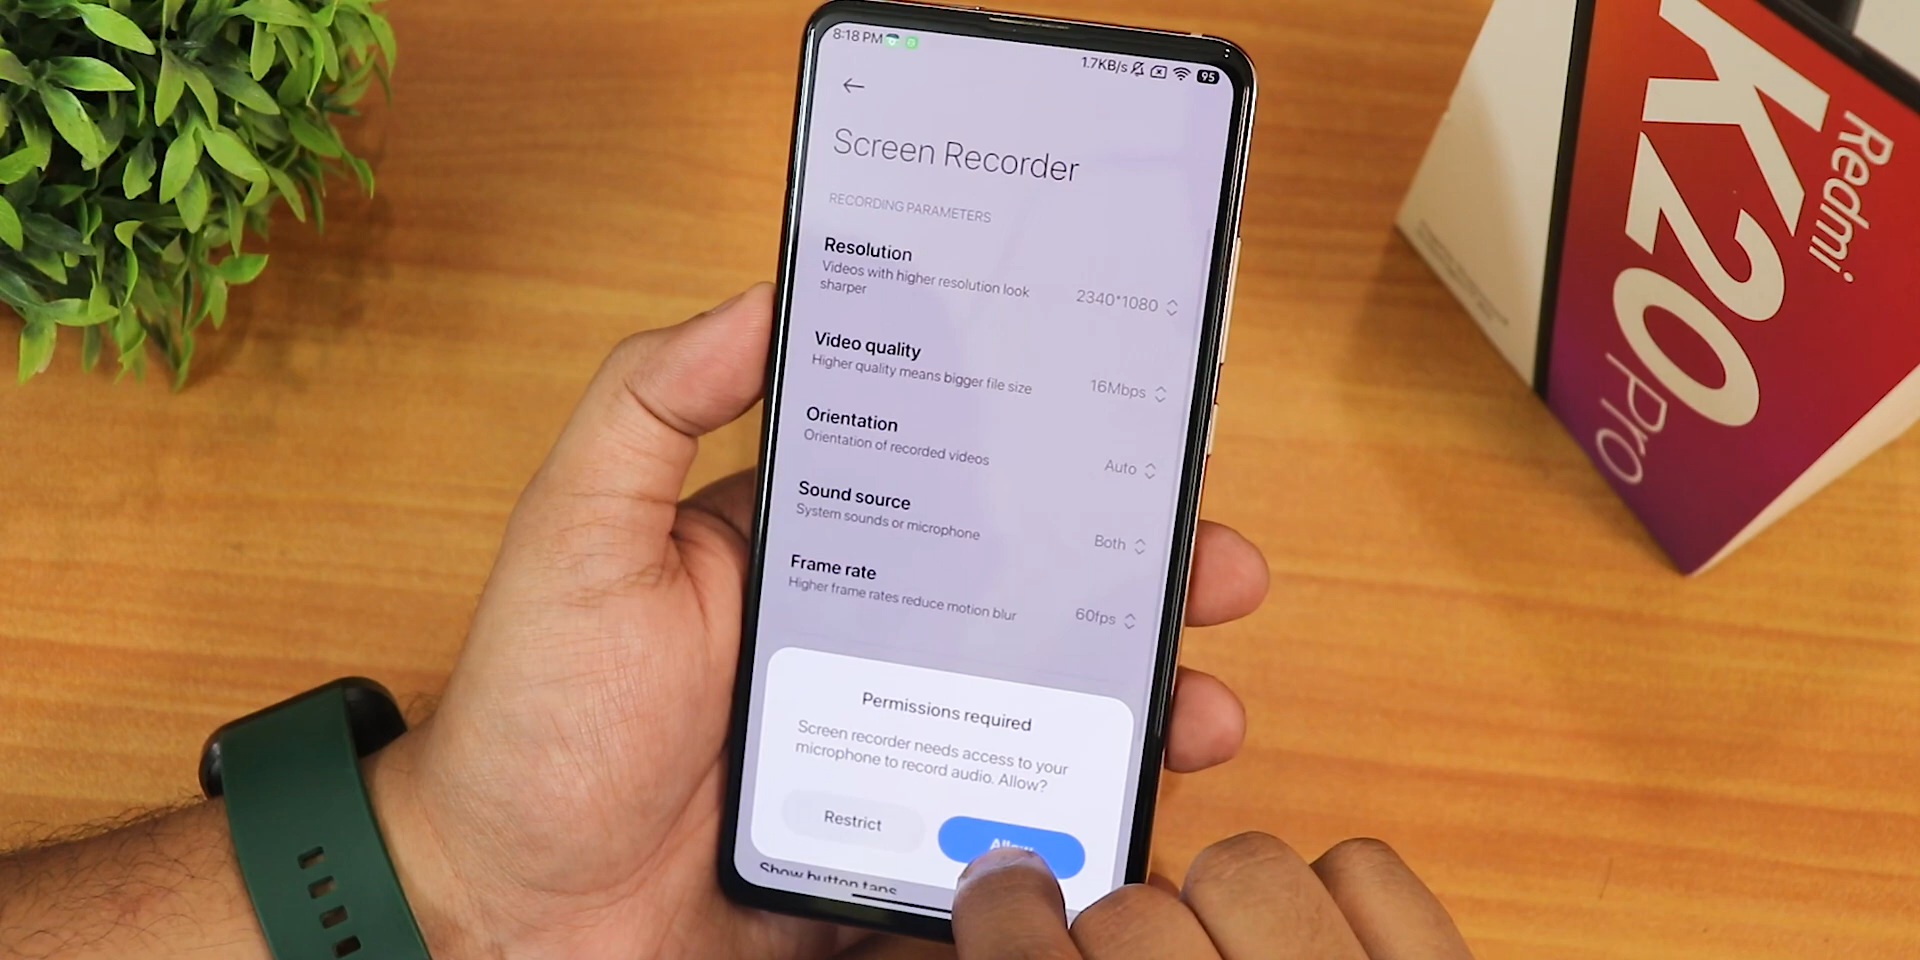 8:18 PM
1.7KB/s
95
Screen Recorder
RECORDING PARAMETERS
Resolution
Videos with higher resolution look
sharper
2340*1080
Video quality
Higher quality means bigger file size
16Mbps
Orientation
Orientation of recorded videos
Auto
Sound source
System sounds or microphone
Both
Frame rate
Higher frame rates reduce motion blur
60fps
Permissions required
Screen recorder needs access to your
microphone to record audio. Allow?
Restrict
Allow
Show button taps
Redmi
K20
Pro